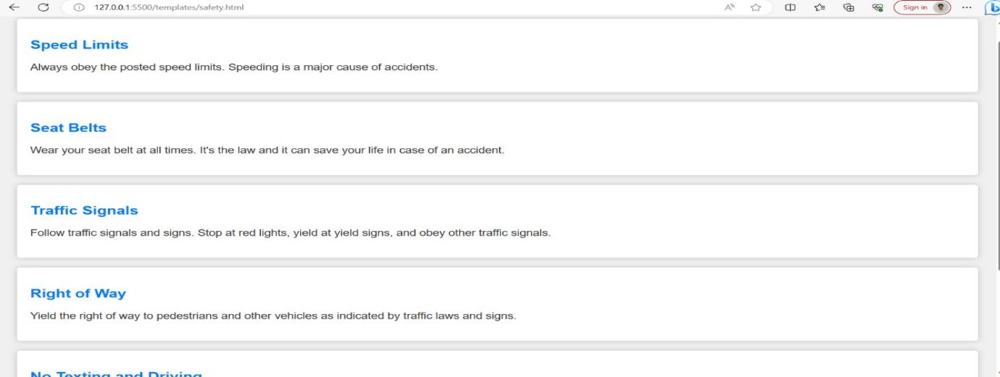 127.0.0.1:5500/templates/safety.html
Sign in
Speed Limits
Always obey the posted speed limits. Speeding is a major cause of accidents.
Seat Belts
Wear your seat belt at all times. It's the law and it can save your life in case of an accident.
Traffic Signals
Follow traffic signals and signs. Stop at red lights, yield at yield signs, and obey other traffic signals.
Right of Way
Yield the right of way to pedestrians and other vehicles as indicated by traffic laws and signs.
No Texting and Driving